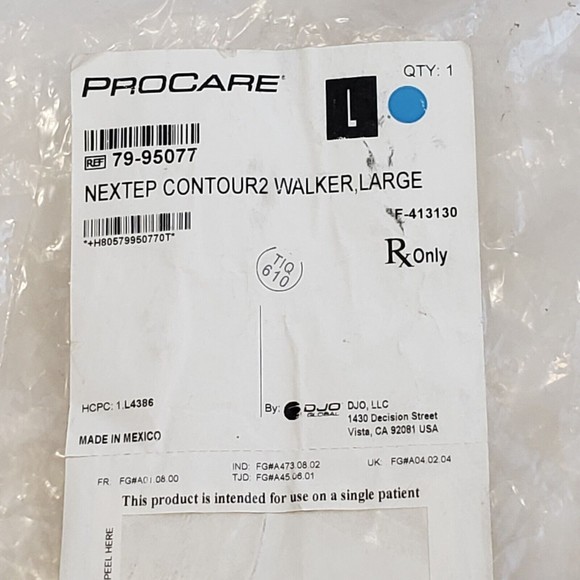 PROCARE®
QTY: 1
L
REF 79-95077
NEXTEP CONTOUR2 WALKER,LARGE
F-413130
"+H80579950770T"
Rx Only
TIQ
610
HCPC: 1:L4386
By: DJO GLOBAL DJO, LLC
1430 Decision Street
Vista, CA 92081 USA
MADE IN MEXICO
IND: FG#A473.08.02 UK: FG#A04.02.04
FR: FG#A01.08.00 TJD: FG#A45.06.01
This product is intended for use on a single patient
PEEL HERE